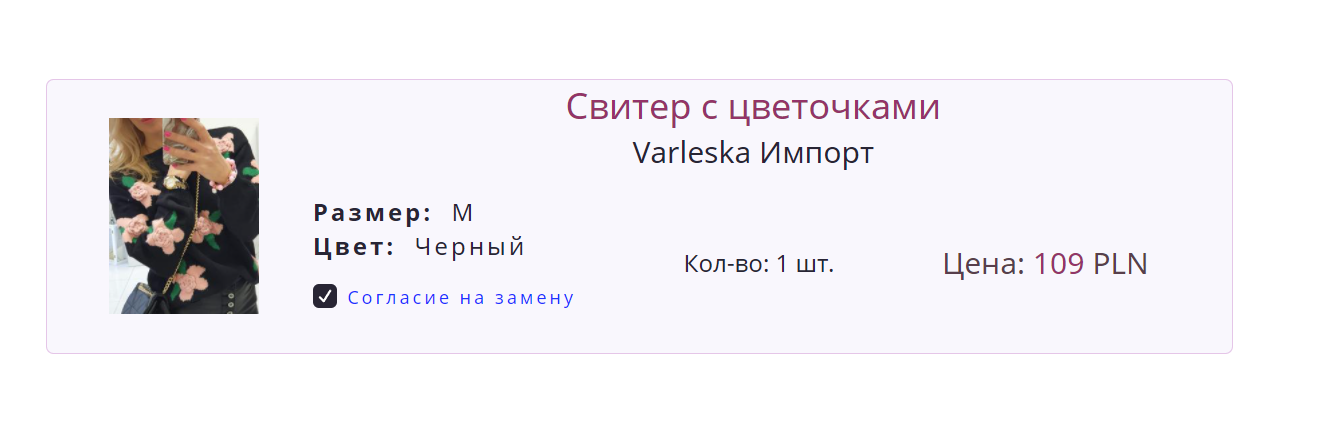 Свитер с цветочками
Varleska Импорт
Размер: M
Цвет: Черный
Кол-во: 1 шт.
Цена: 109 PLN
Согласие на замену